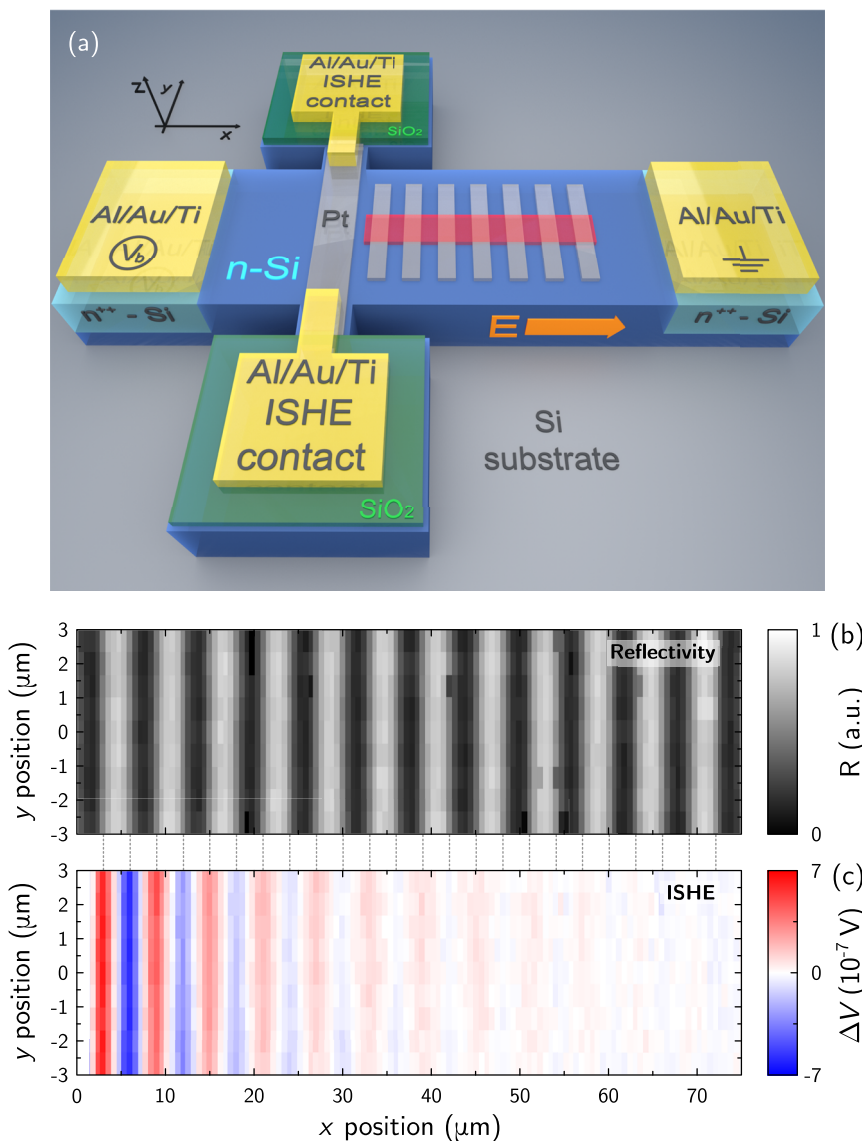 (a)
Al/Au/Ti
ISHE
contact
SiO₂
z
y
x
Al/Au/Ti
V_b
n⁺⁺- Si
Pt
n-Si
Al/Au/Ti
n⁺⁺- Si
E
Al/Au/Ti
ISHE
contact
SiO₂
Si
substrate
(b)
Reflectivity
y position (μm)
3
2
1
0
-1
-2
-3
1
0
R (a.u.)
(c)
ISHE
y position (μm)
3
2
1
0
-1
-2
-3
7
0
-7
ΔV (10⁻⁷ V)
0 10 20 30 40 50 60 70
x position (μm)